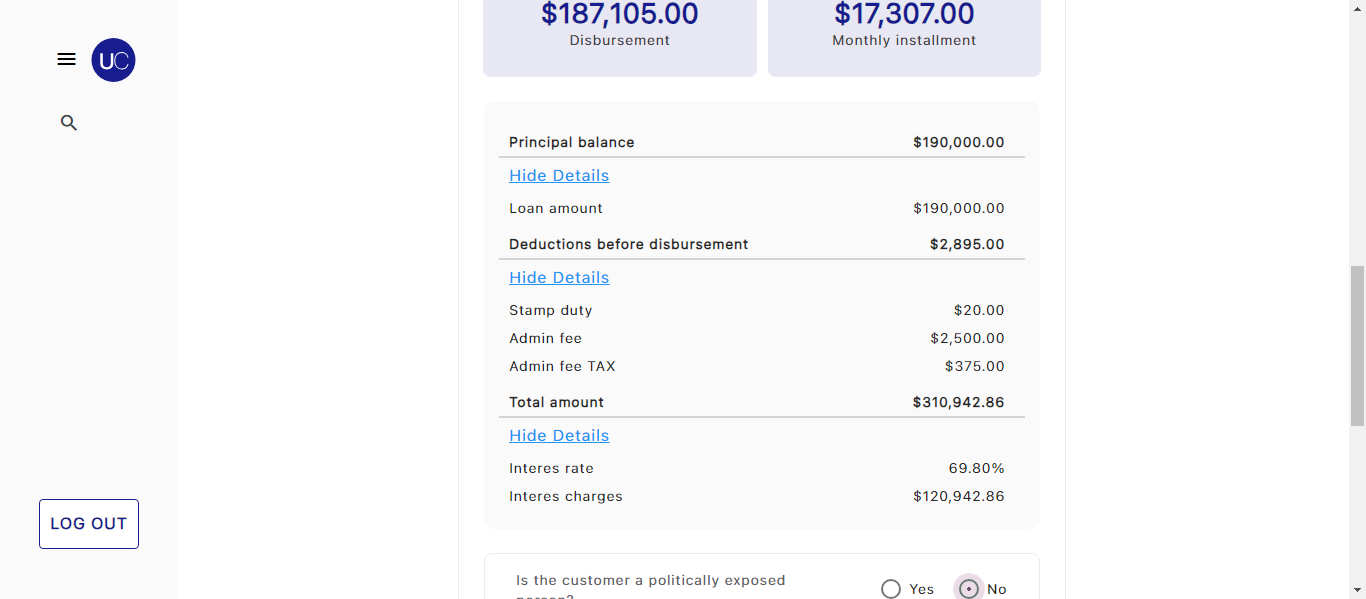 $187,105.00
Disbursement
$17,307.00
Monthly installment
UC
Principal balance $190,000.00
Hide Details
Loan amount $190,000.00
Deductions before disbursement $2,895.00
Hide Details
Stamp duty $20.00
Admin fee $2,500.00
Admin fee TAX $375.00
Total amount $310,942.86
Hide Details
Interes rate 69.80%
Interes charges $120,942.86
LOG OUT
Is the customer a politically exposed
person?
Yes No